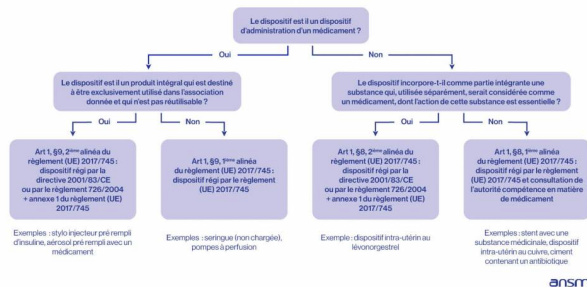 Le dispositif est il un dispositif
d'administration d'un médicament ?
Oui
Non
Le dispositif est il un produit intégral qui est destiné
à être exclusivement utilisé dans l'association
donnée et qui n'est pas réutilisable ?
Le dispositif incorpore-t-il comme partie intégrante une
substance qui, utilisée séparément, serait considérée comme
un médicament, dont l'action de cette substance est essentielle ?
Oui
Non
Oui
Non
Art 1, §9, 2ième alinéa du
règlement (UE) 2017/745 :
dispositif régi par la
directive 2001/83/CE
ou par le règlement 726/2004
+ annexe 1 du règlement (UE)
2017/745
Art 1, §9, 1ième alinéa
du règlement (UE) 2017/745 :
dispositif régi par le règlement
(UE) 2017/745
Art 1, §8, 2ième alinéa du
règlement (UE) 2017/745 :
dispositif régi par la
directive 2001/83/CE
ou par le règlement 726/2004
+ annexe 1 du règlement (UE)
2017/745
Art 1, §8, 1ième alinéa
du règlement (UE) 2017/745 :
dispositif régi par le règlement
(UE) 2017/745 et consultation de
l'autorité compétence en matière
de médicament
Exemples : stylo injecteur pré rempli
d'insuline, aérosol pré rempli avec un
médicament
Exemples : seringue (non chargée),
pompes à perfusion
Exemple : dispositif intra-utérin au
lévonorgestrel
Exemples : stent avec une
substance médicinale, dispositif
intra-utérin au cuivre, ciment
contenant un antibiotique
ansm